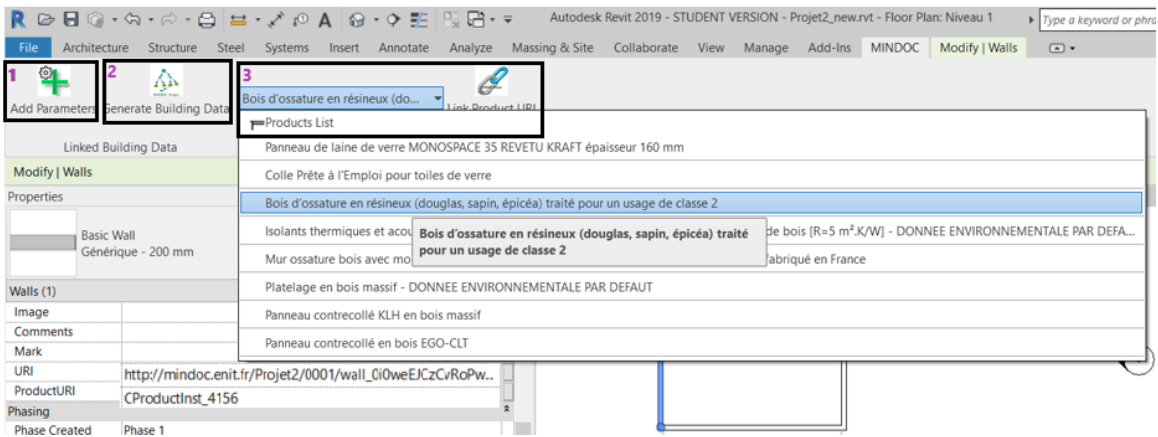 Autodesk Revit 2019 - STUDENT VERSION - Projet2_new.rvt - Floor Plan: Niveau 1
Type a keyword or phra
File Architecture Structure Steel Systems Insert Annotate Analyze Massing & Site Collaborate View Manage Add-Ins MINDOC Modify | Walls
1 2 3
Bois d'ossature en résineux (do...
Add Parameters Generate Building Data Link Product URI
Products List
Linked Building Data
Panneau de laine de verre MONOSPACE 35 REVETU KRAFT épaisseur 160 mm
Modify | Walls
Colle Prête à l'Emploi pour toiles de verre
Properties
Bois d'ossature en résineux (douglas, sapin, épicéa) traité pour un usage de classe 2
Basic Wall
Générique - 200 mm
Isolants thermiques et acou
Bois d'ossature en résineux (douglas, sapin, épicéa) traité
pour un usage de classe 2
de bois [R=5 m².K/W] - DONNEE ENVIRONNEMENTALE PAR DEFA...
Mur ossature bois avec mo
fabriqué en France
Walls (1)
Platelage en bois massif - DONNEE ENVIRONNEMENTALE PAR DEFAUT
Image
Panneau contrecollé KLH en bois massif
Comments
Mark
Panneau contrecollé en bois EGO-CLT
URI http://mindoc.enit.fr/Projet2/0001/wall_0i0weEJCzCvRoPw..
ProductURI CProductInst_4156
Phasing
Phase Created Phase 1